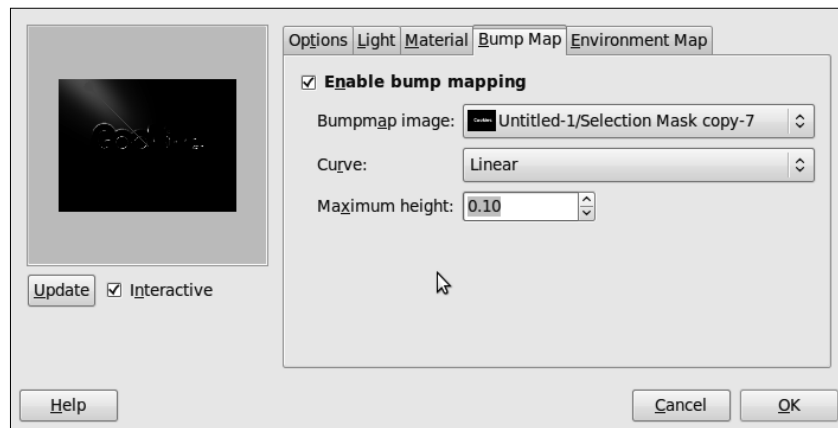 Options Light Material Bump Map Environment Map
Enable bump mapping
Bumpmap image: Untitled-1/Selection Mask copy-7
Curve: Linear
Maximum height: 0.10
Update Interactive
Help Cancel OK